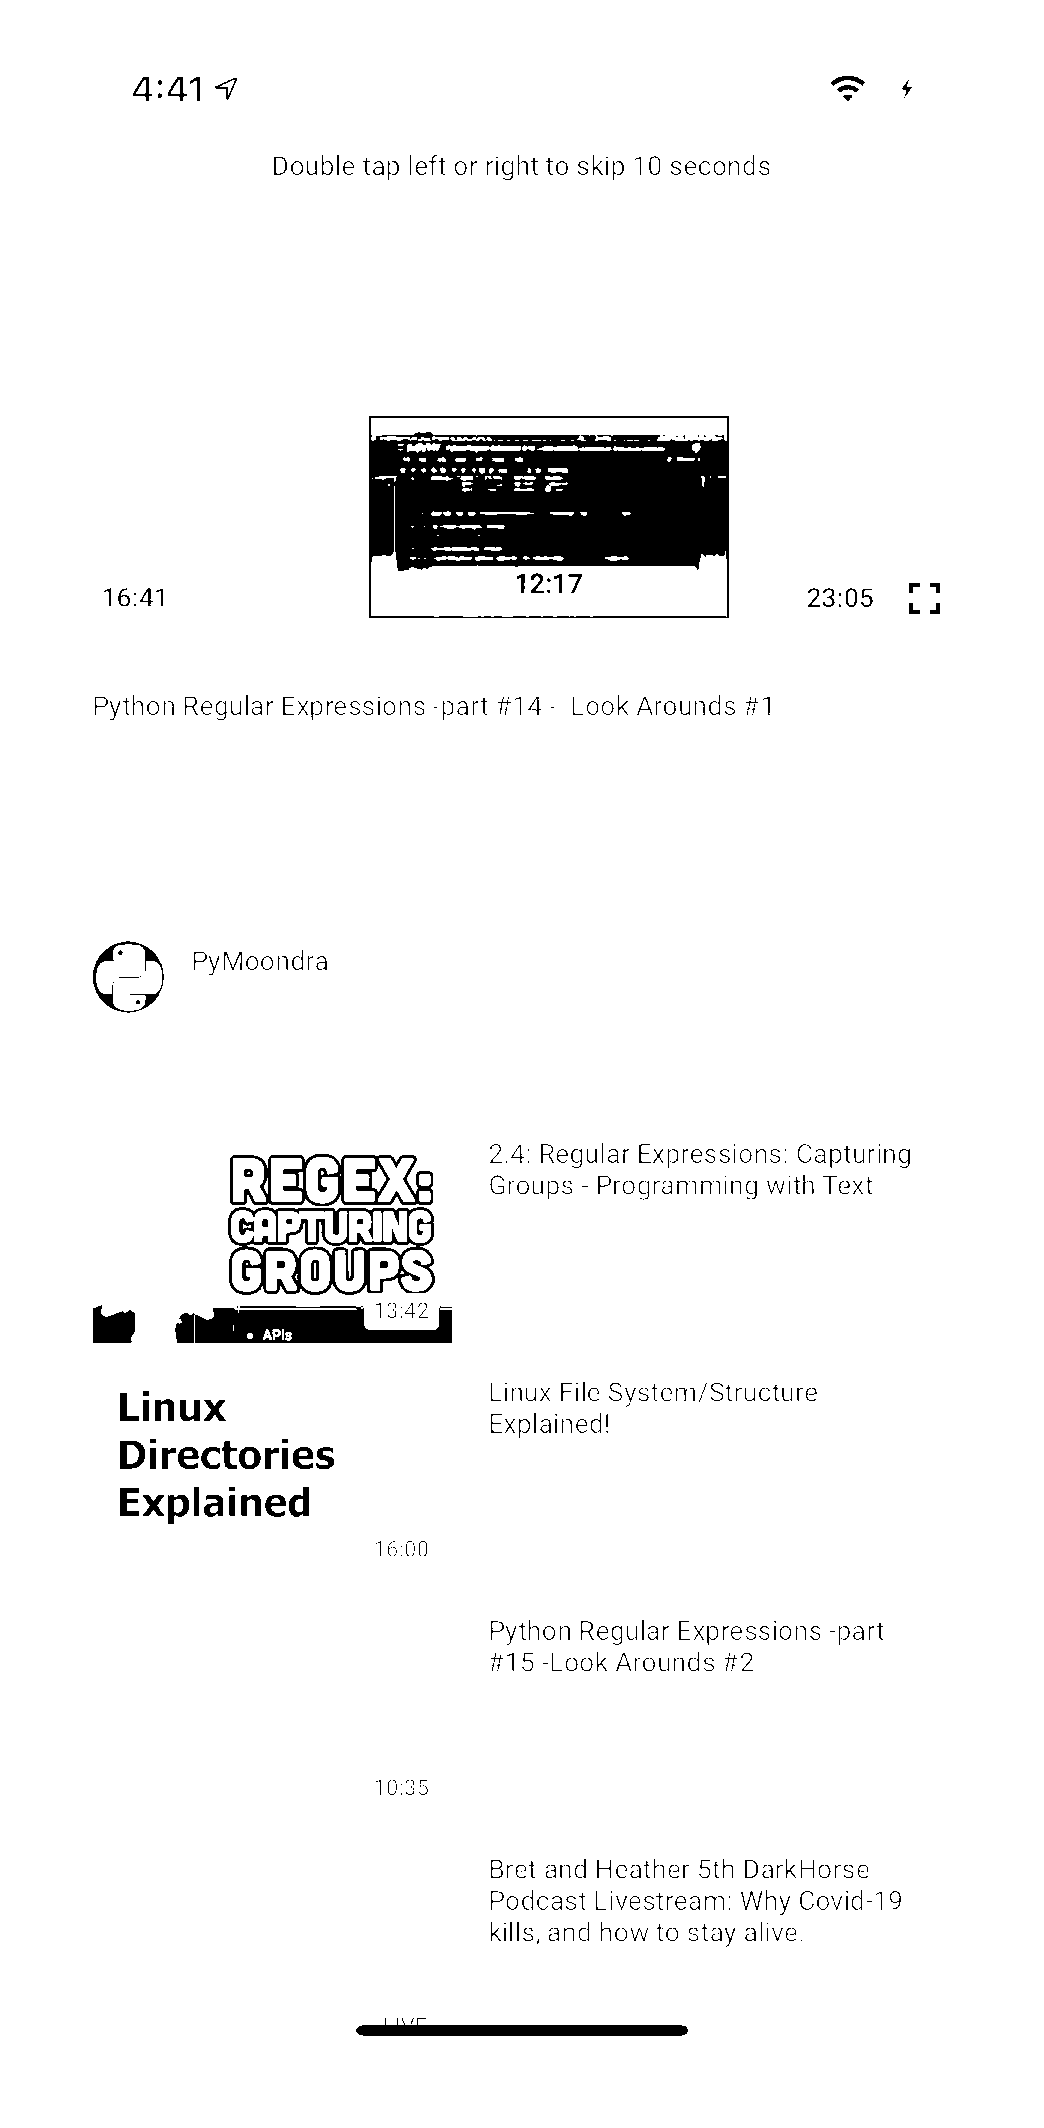 4:41
Double tap left or right to skip 10 seconds
12:17
16:41
23:05
Python Regular Expressions -part #14 - Look Arounds #1
PyMoondra
REGEX:
CAPTURING
GROUPS
13:42
• APIs
2.4: Regular Expressions: Capturing
Groups - Programming with Text
Linux
Directories
Explained
16:00
Linux File System/Structure
Explained!
Python Regular Expressions -part
#15 -Look Arounds #2
10:35
Bret and Heather 5th DarkHorse
Podcast Livestream: Why Covid-19
kills, and how to stay alive.
LIVE